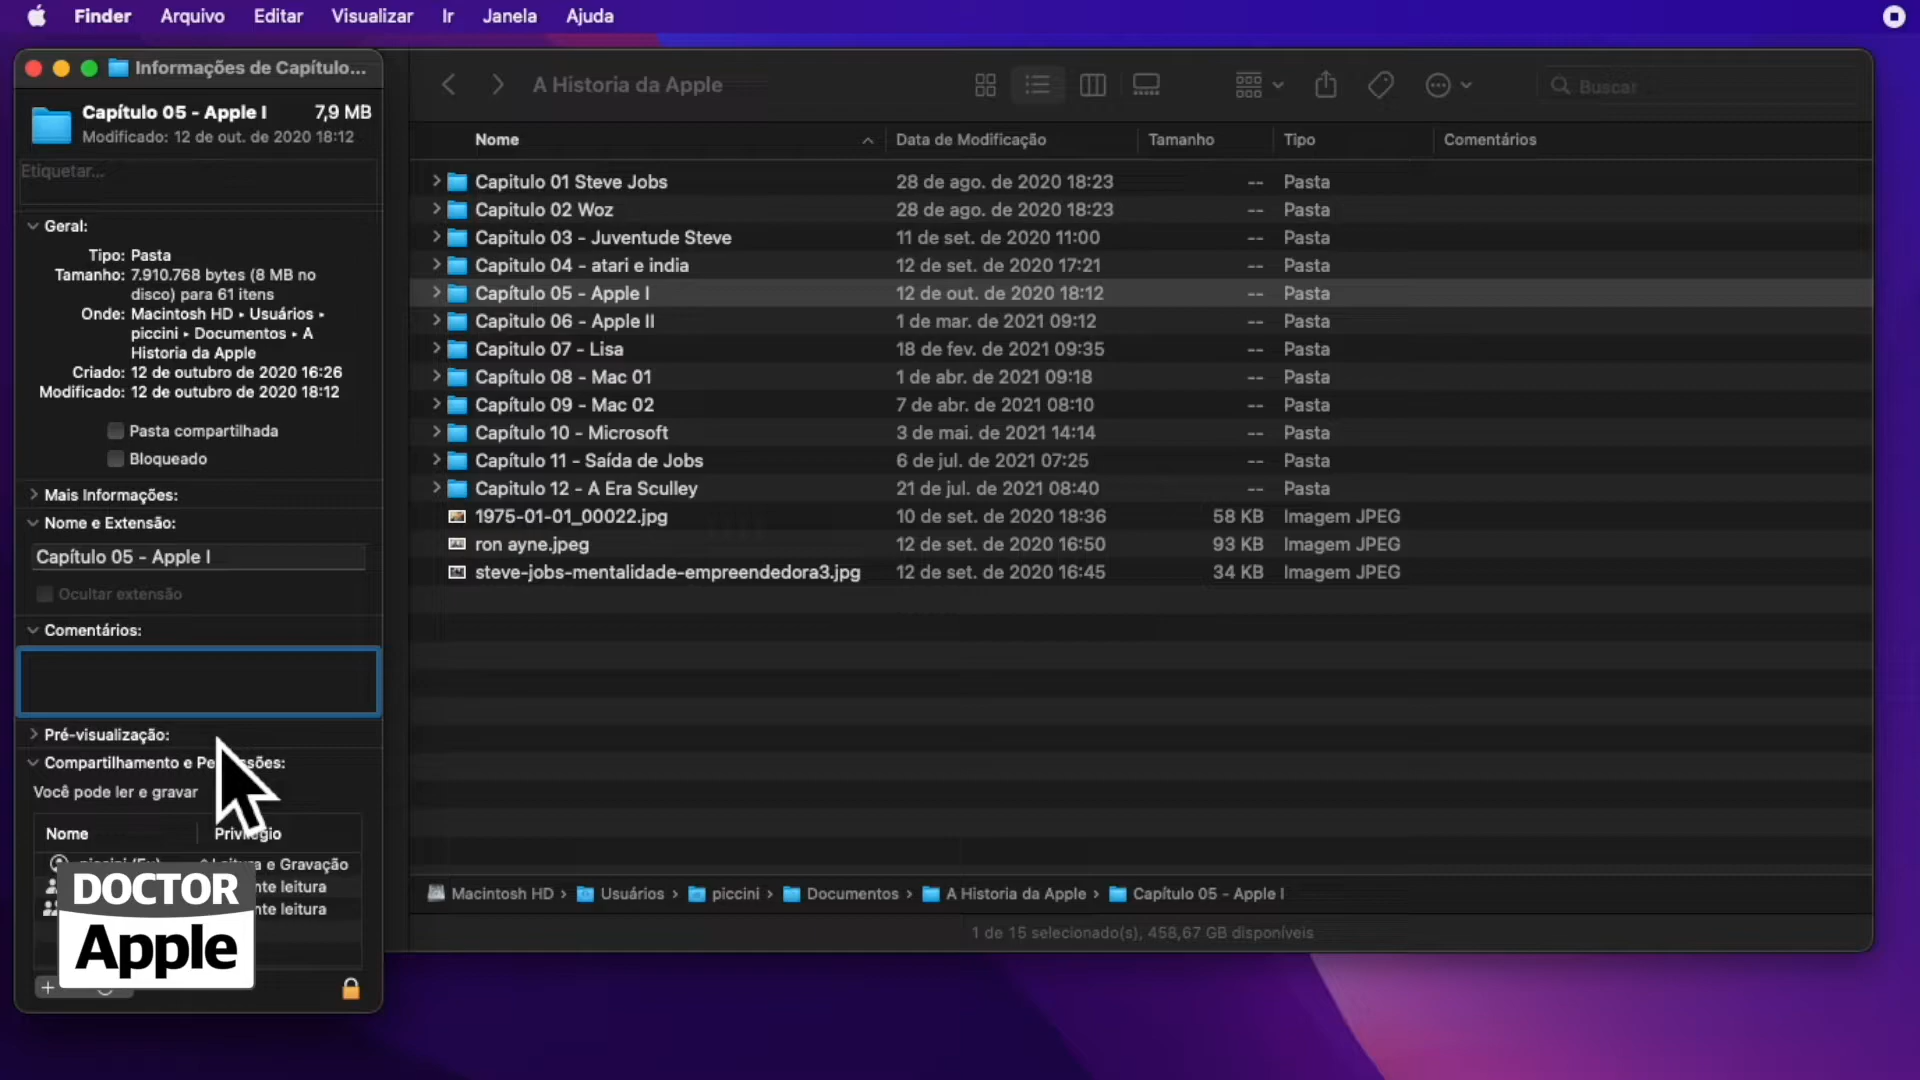 Finder Arquivo Editar Visualizar Ir Janela Ajuda
Informações de Capítulo...
Capítulo 05 - Apple I 7,9 MB
Modificado: 12 de out. de 2020 18:12
Etiquetar...
Geral:
Tipo: Pasta
Tamanho: 7.910.768 bytes (8 MB no
disco) para 61 itens
Onde: Macintosh HD ▸ Usuários ▸
piccini ▸ Documentos ▸ A
Historia da Apple
Criado: 12 de outubro de 2020 16:26
Modificado: 12 de outubro de 2020 18:12
Pasta compartilhada
Bloqueado
Mais Informações:
Nome e Extensão:
Capítulo 05 - Apple I
Ocultar extensão
Comentários:
Pré-visualização:
Compartilhamento e
Você pode ler e gravar
Nome
e Gravação
leitura
leitura
DOCTOR
Apple
A Historia da Apple
Buscar
Nome Data de Modificação Tamanho Tipo Comentários
Capitulo 01 Steve Jobs 28 de ago. de 2020 18:23 -- Pasta
Capitulo 02 Woz 28 de ago. de 2020 18:23 -- Pasta
Capitulo 03 - Juventude Steve 11 de set. de 2020 11:00 -- Pasta
Capitulo 04 - atari e india 12 de set. de 2020 17:21 -- Pasta
Capítulo 05 - Apple I 12 de out. de 2020 18:12 -- Pasta
Capitulo 06 - Apple II 1 de mar. de 2021 09:12 -- Pasta
Capitulo 07 - Lisa 18 de fev. de 2021 09:35 -- Pasta
Capítulo 08 - Mac 01 1 de abr. de 2021 09:18 -- Pasta
Capítulo 09 - Mac 02 7 de abr. de 2021 08:10 -- Pasta
Capítulo 10 - Microsoft 3 de mai. de 2021 14:14 -- Pasta
Capítulo 11 - Saída de Jobs 6 de jul. de 2021 07:25 -- Pasta
Capitulo 12 - A Era Sculley 21 de jul. de 2021 08:40 -- Pasta
1975-01-01_00022.jpg 10 de set. de 2020 18:36 58 KB Imagem JPEG
ron ayne.jpeg 12 de set. de 2020 16:50 93 KB Imagem JPEG
steve-jobs-mentalidade-empreendedora3.jpg 12 de set. de 2020 16:45 34 KB Imagem JPEG
Macintosh HD › Usuários › piccini › Documentos › A Historia da Apple › Capítulo 05 - Apple I
1 de 15 selecionado(s), 458,67 GB disponíveis